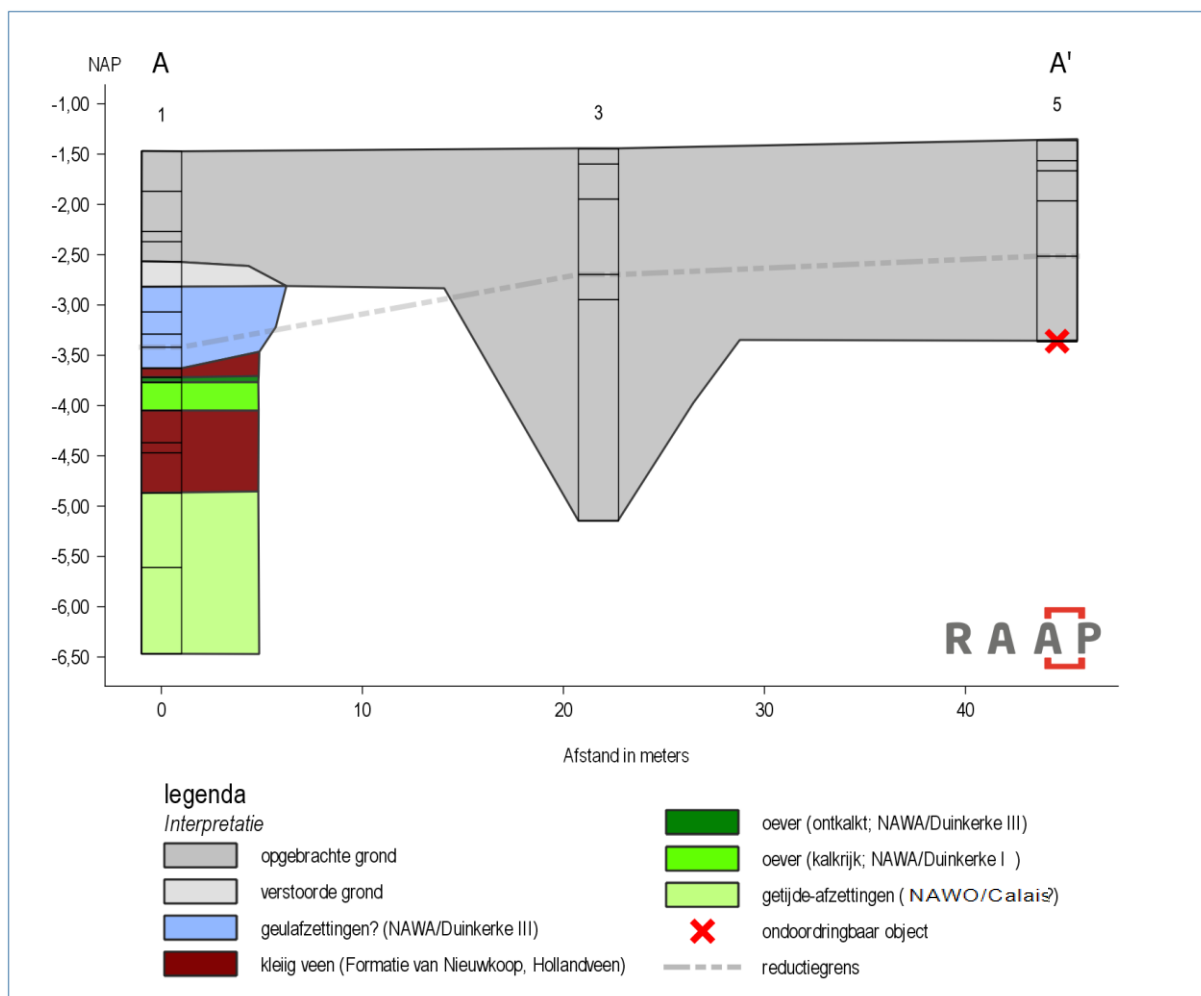 NAP
A
A'
1
3
5
-1,00
-1,50
-2,00
-2,50
-3,00
-3,50
-4,00
-4,50
-5,00
-5,50
-6,00
-6,50
RAAP
0
10
20
30
40
Afstand in meters
legenda
Interpretatie
opgebrachte grond
verstoorde grond
geulafzettingen? (NAWA/Duinkerke III)
kleiig veen (Formatie van Nieuwkoop, Hollandveen)
oever (ontkalkt; NAWA/Duinkerke III)
oever (kalkrijk; NAWA/Duinkerke I )
getijde-afzettingen ( NAWO/Calais?)
ondoordringbaar object
reductiegrens